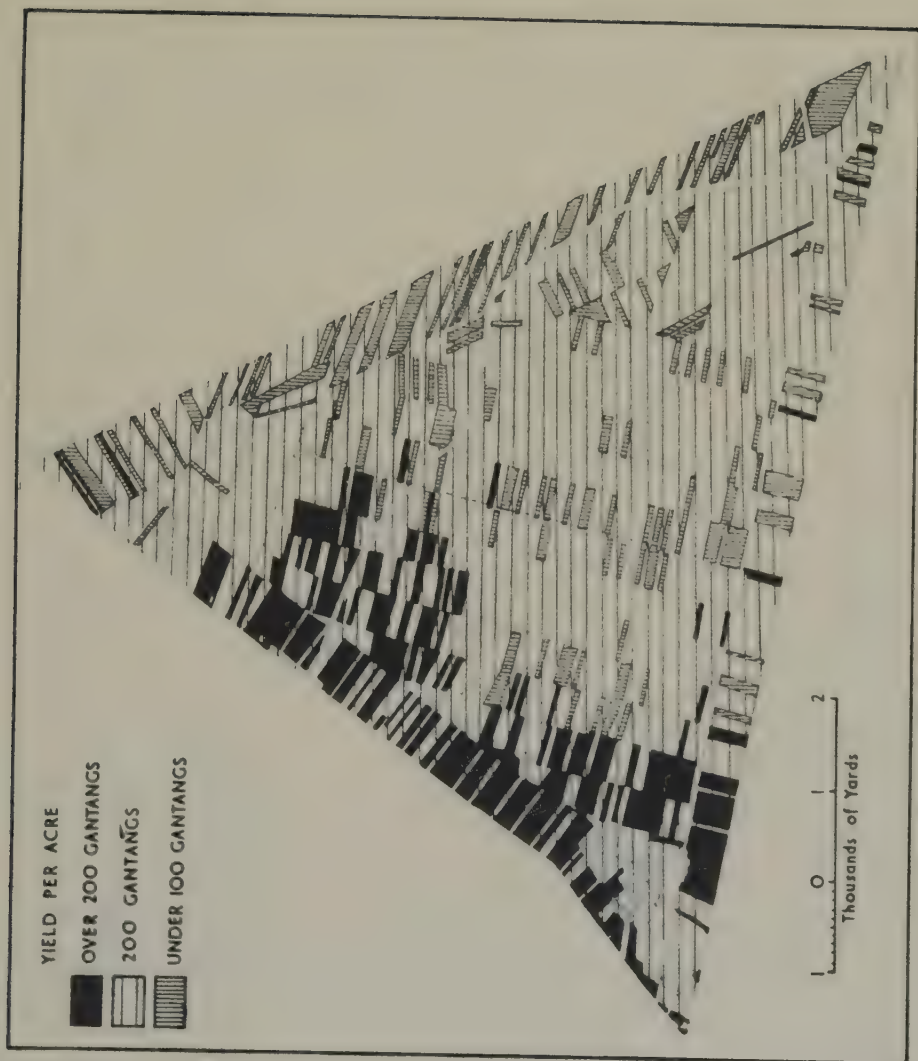 YIELD PER ACRE
OVER 200 GANTANGS
200 GANTANGS
UNDER 100 GANTANGS
1 0 1 2
Thousands of Yards